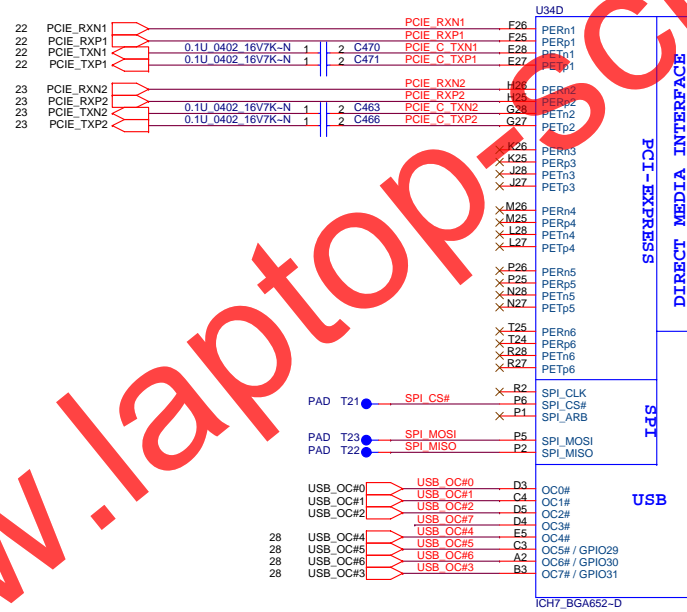 U34D
22 PCIE_RXN1 PCIE_RXN1 F26 PERn1
22 PCIE_RXP1 PCIE_RXP1 F25 PERp1
22 PCIE_TXN1 0.1U_0402_16V7K~N 1 2 C470 PCIE_C_TXN1 E28 PETn1
22 PCIE_TXP1 0.1U_0402_16V7K~N 1 2 C471 PCIE_C_TXP1 E27 PETp1
23 PCIE_RXN2 PCIE_RXN2 H26 PERn2
23 PCIE_RXP2 PCIE_RXP2 H25 PERp2
23 PCIE_TXN2 0.1U_0402_16V7K~N 1 2 C463 PCIE_C_TXN2 G28 PETn2
23 PCIE_TXP2 0.1U_0402_16V7K~N 1 2 C466 PCIE_C_TXP2 G27 PETp2
K26 PERn3
K25 PERp3
J28 PETn3
J27 PETp3
M26 PERn4
M25 PERp4
L28 PETn4
L27 PETp4
P26 PERn5
P25 PERp5
N28 PETn5
N27 PETp5
T25 PERn6
T24 PERp6
R28 PETn6
R27 PETp6
PCI-EXPRESS
DIRECT MEDIA INTERFACE
R2 SPI_CLK
PAD T21 SPI_CS# P6 SPI_CS#
P1 SPI_ARB
PAD T23 SPI_MOSI P5 SPI_MOSI
PAD T22 SPI_MISO P2 SPI_MISO
SPI
USB_OC#0 USB_OC#0 D3 OC0#
USB_OC#1 USB_OC#1 C4 OC1#
USB_OC#2 USB_OC#2 D5 OC2#
USB_OC#7 D4 OC3#
28 USB_OC#4 USB_OC#4 E5 OC4#
28 USB_OC#5 USB_OC#5 C3 OC5# / GPIO29
28 USB_OC#6 USB_OC#6 A2 OC6# / GPIO30
28 USB_OC#3 USB_OC#3 B3 OC7# / GPIO31
USB
ICH7_BGA652~D
w.laptop-sc